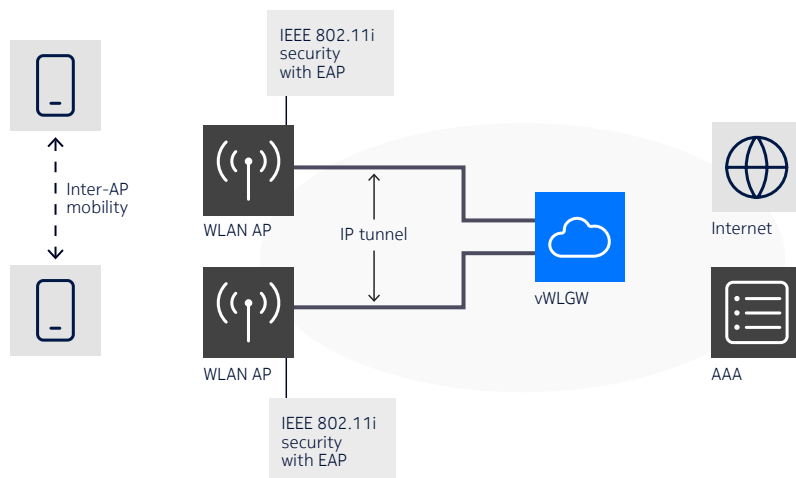 IEEE 802.11i
security
with EAP
Inter-AP
mobility
WLAN AP
IP tunnel
Internet
vWLGW
WLAN AP
AAA
IEEE 802.11i
security
with EAP